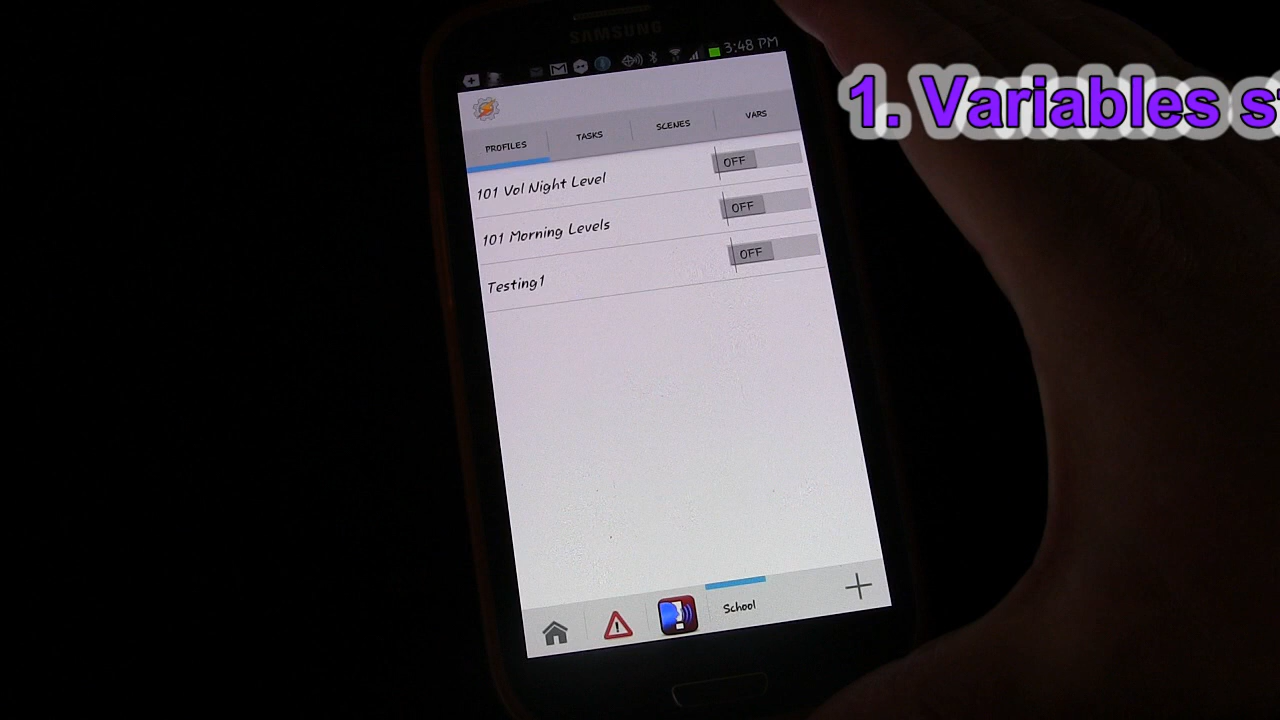 SAMSUNG
3:48 PM
1. Variables
PROFILES TASKS SCENES VARS
101 Vol Night Level OFF
101 Morning Levels OFF
Testing1 OFF
School